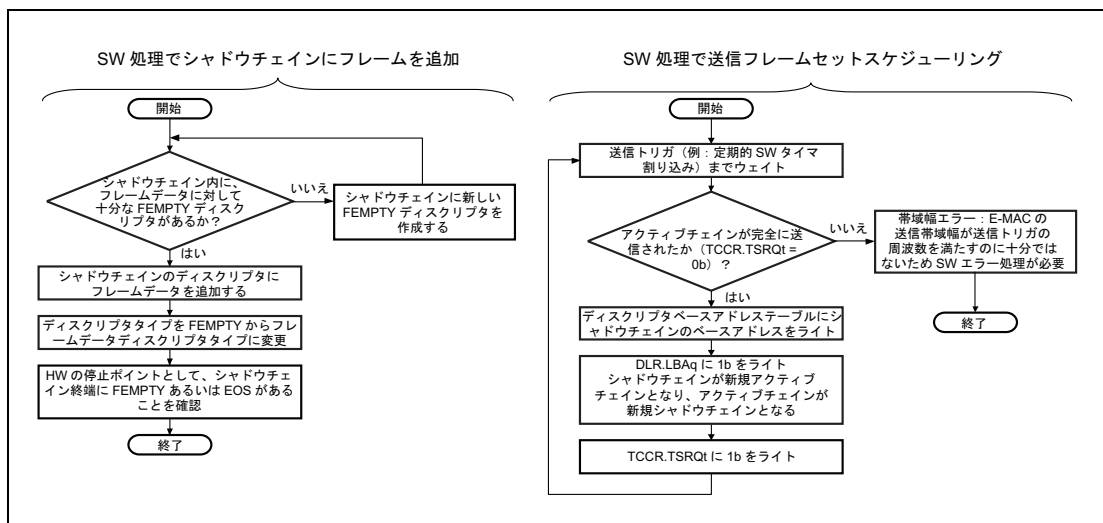 SW 処理でシャドウチェインにフレームを追加
開始
シャドウチェイン内に、
フレームデータに対して
十分な FEMPTY ディスク
リプタがあるか？
いいえ
シャドウチェインに新しい
FEMPTY ディスクリプタを
作成する
はい
シャドウチェインのディスクリプタに
フレームデータを追加する
ディスクリプタタイプを FEMPTY からフレ
ームデータディスクリプタタイプに変更
HW の停止ポイントとして、シャドウチェ
イン終端に FEMPTY あるいは EOS がある
ことを確認
終了
SW 処理で送信フレームセットスケジューリング
開始
送信トリガ（例：定期的 SW タイマ
割り込み）までウェイト
アクティブチェインが完全に送
信されたか（TCCR.TSRQt =
0b）？
いいえ
帯域幅エラー：E-MAC の
送信帯域幅が送信トリガの
周波数を満たすのに十分では
ないため SW エラー処理が必要
終了
はい
ディスクリプタベースアドレステーブルにシ
ャドウチェインのベースアドレスをライト
DLR.LBAq に 1b をライト
シャドウチェインが新規アクティブ
チェインとなり、アクティブチェインが
新規シャドウチェインとなる
TCCR.TSRQt に 1b をライト